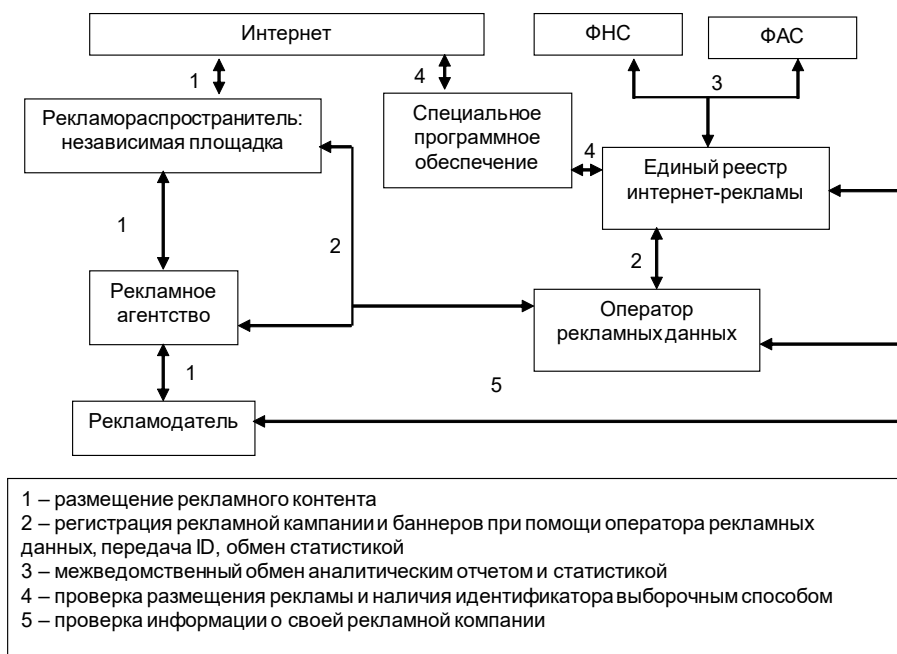 Интернет
ФНС
ФАС
1
4
3
Рекламораспространитель:
независимая площадка
Специальное
программное
обеспечение
4
Единый реестр
интернет-рекламы
1
2
2
Рекламное
агентство
Оператор
рекламных данных
1
5
Рекламодатель
1 – размещение рекламного контента
2 – регистрация рекламной кампании и баннеров при помощи оператора рекламных
данных, передача ID, обмен статистикой
3 – межведомственный обмен аналитическим отчетом и статистикой
4 – проверка размещения рекламы и наличия идентификатора выборочным способом
5 – проверка информации о своей рекламной компании